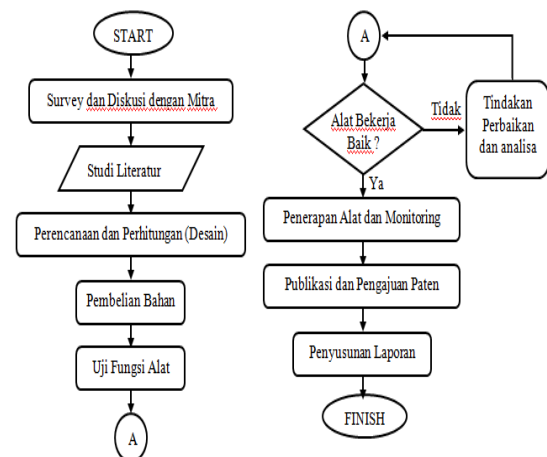 START
Survey dan Diskusi dengan Mitra
Studi Literatur
Perencanaan dan Perhitungan (Desain)
Pembelian Bahan
Uji Fungsi Alat
A
A
Alat Bekerja
Baik ?
Tidak
Tindakan
Perbaikan
dan analisa
Ya
Penerapan Alat dan Monitoring
Publikasi dan Pengajuan Paten
Penyusunan Laporan
FINISH